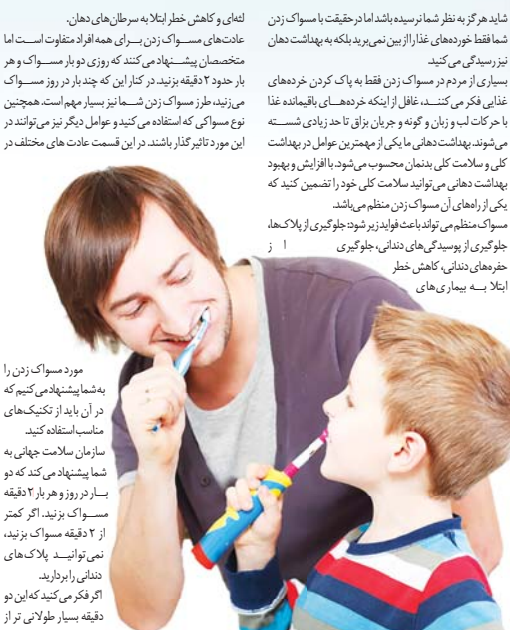 شاید هرگز به نظر شما نرسیده باشد اما در حقیقت با مسواک زدن
شما فقط خورده‌های غذا را از بین نمی‌برید بلکه به بهداشت دهان
نیز رسیدگی می‌کنید.
بسیاری از مردم در مسواک زدن فقط به پاک کردن خرده‌های
غذایی فکر می‌کنند، غافل از اینکه خرده‌های باقیمانده غذا
با حرکات لب و زبان و گونه و جریان بزاق تا حد زیادی شسته
می‌شوند. بهداشت دهانی ما یکی از مهمترین عوامل در بهداشت
کلی و سلامت کلی بدنمان محسوب می‌شود. با افزایش و بهبود
بهداشت دهانی می‌توانید سلامت کلی خود را تضمین کنید که
یکی از راه‌های آن مسواک زدن منظم می‌باشد.
مسواک منظم می تواند باعث فواید زیر شود: جلوگیری از پلاک‌ها،
جلوگیری از پوسیدگی‌های دندانی، جلوگیری از
حفره‌های دندانی، کاهش خطر
ابتلا به بیماری‌های
لثه‌ای و کاهش خطر ابتلا به سرطان‌های دهان.
عادت‌های مسواک زدن برای همه افراد متفاوت است اما
متخصصان پیشنهاد می کنند که روزی دو بار مسواک و هر
بار حدود ۲ دقیقه بزنید. در کنار این که چند بار در روز مسواک
می‌زنید، طرز مسواک زدن شما نیز بسیار مهم است. همچنین
نوع مسواکی که استفاده می کنید و عوامل دیگر نیز می‌توانند در
این مورد تاثیر گذار باشند. در این قسمت عادت های مختلف در
مورد مسواک زدن را
به شما پیشنهاد می کنیم که
در آن باید از تکنیک‌های
مناسب استفاده کنید.
سازمان سلامت جهانی به
شما پیشنهاد می کند که دو
بار در روز و هر بار ۲ دقیقه
مسواک بزنید. اگر کمتر
از ۲ دقیقه مسواک بزنید،
نمی توانید پلاک های
دندانی را بردارید.
اگر فکر می کنید که این دو
دقیقه بسیار طولانی تر از